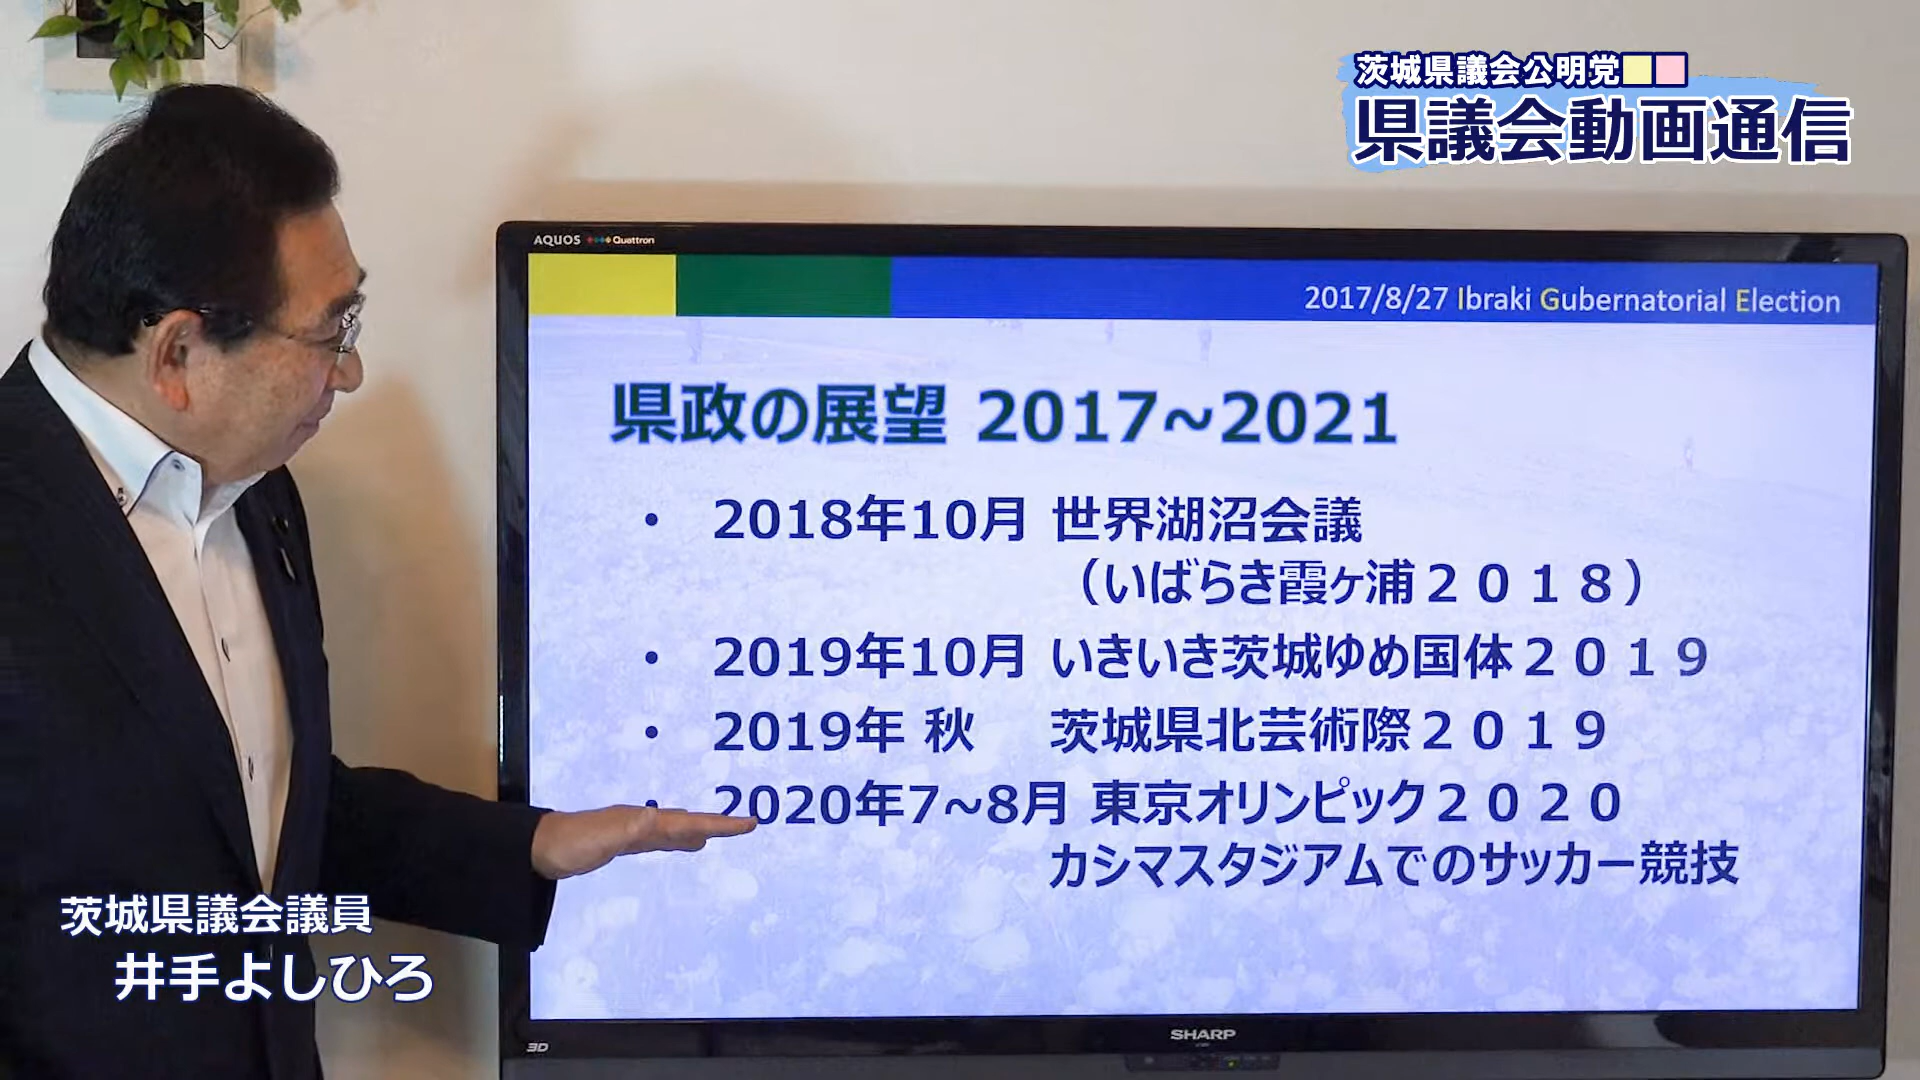 茨城県議会公明党
県議会動画通信
AQUOS Quattron
2017/8/27 Ibraki Gubernatorial Election
県政の展望 2017~2021
• 2018年10月 世界湖沼会議
（いばらき霞ヶ浦２０１８）
• 2019年10月 いきいき茨城ゆめ国体２０１９
• 2019年 秋 茨城県北芸術際２０１９
• 2020年7~8月 東京オリンピック２０２０
カシマスタジアムでのサッカー競技
茨城県議会議員
井手よしひろ
SHARP
3D